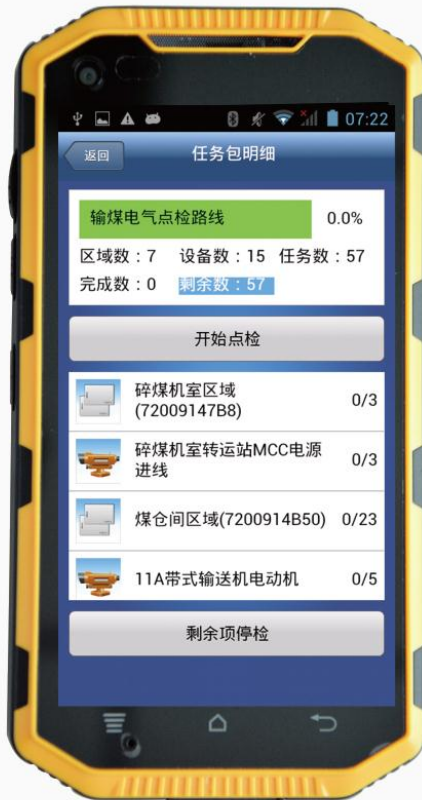 07:22
返回
任务包明细
输煤电气点检路线 0.0%
区域数：7 设备数：15 任务数：57
完成数：0 剩余数：57
开始点检
碎煤机室区域
(72009147B8) 0/3
碎煤机室转运站MCC电源
进线 0/3
煤仓间区域(7200914B50) 0/23
11A带式输送机电动机 0/5
剩余项停检